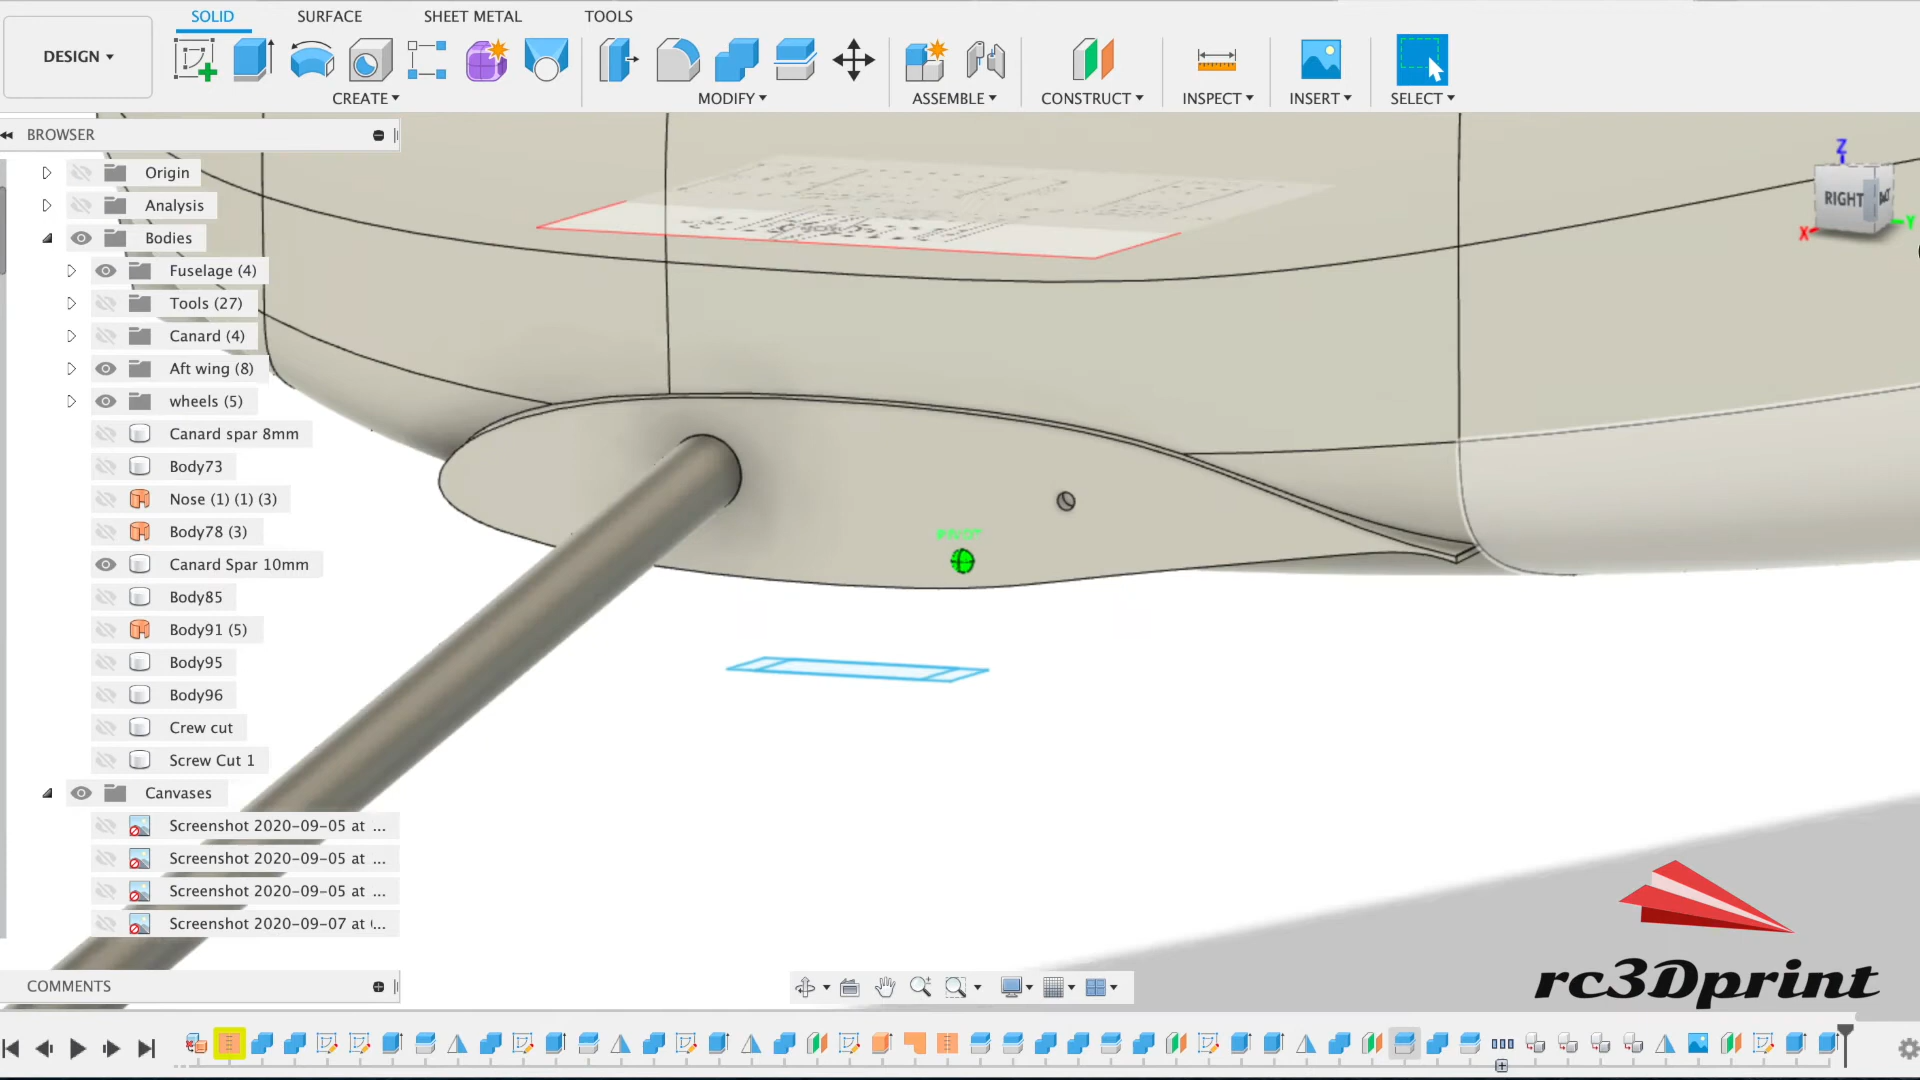 SOLID
SURFACE
SHEET METAL
TOOLS
DESIGN
CREATE
MODIFY
ASSEMBLE
CONSTRUCT
INSPECT
INSERT
SELECT
BROWSER
Origin
Analysis
Bodies
Fuselage (4)
Tools (27)
Canard (4)
Aft wing (8)
wheels (5)
Canard spar 8mm
Body73
Nose (1) (1) (3)
Body78 (3)
Canard Spar 10mm
Body85
Body91 (5)
Body95
Body96
Crew cut
Screw Cut 1
Canvases
Screenshot 2020-09-05 at ...
Screenshot 2020-09-05 at ...
Screenshot 2020-09-05 at ...
Screenshot 2020-09-07 at (...
COMMENTS
Z
RIGHT
X
Y
PIVOT
rc3Dprint